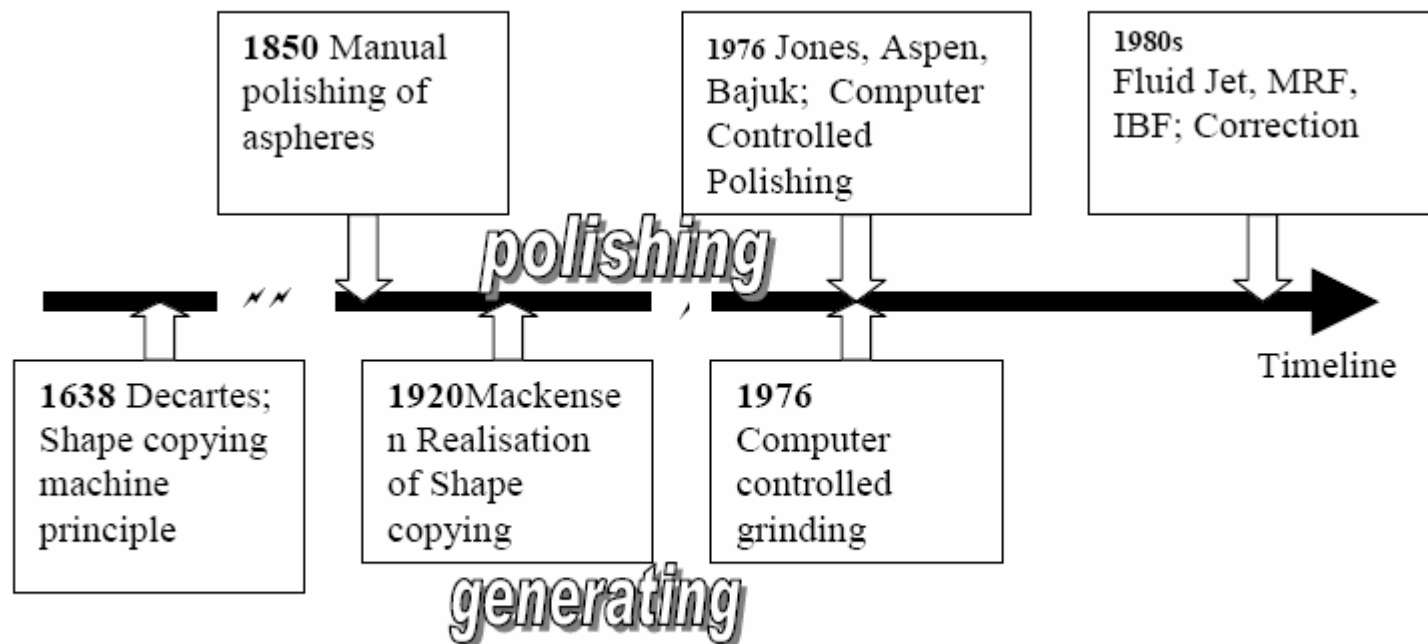 1850 Manual
polishing of
aspheres
1976 Jones, Aspen,
Bajuk; Computer
Controlled
Polishing
1980s
Fluid Jet, MRF,
IBF; Correction
polishing
Timeline
1638 Decartes;
Shape copying
machine
principle
1920Mackense
n Realisation
of Shape
copying
1976
Computer
controlled
grinding
generating